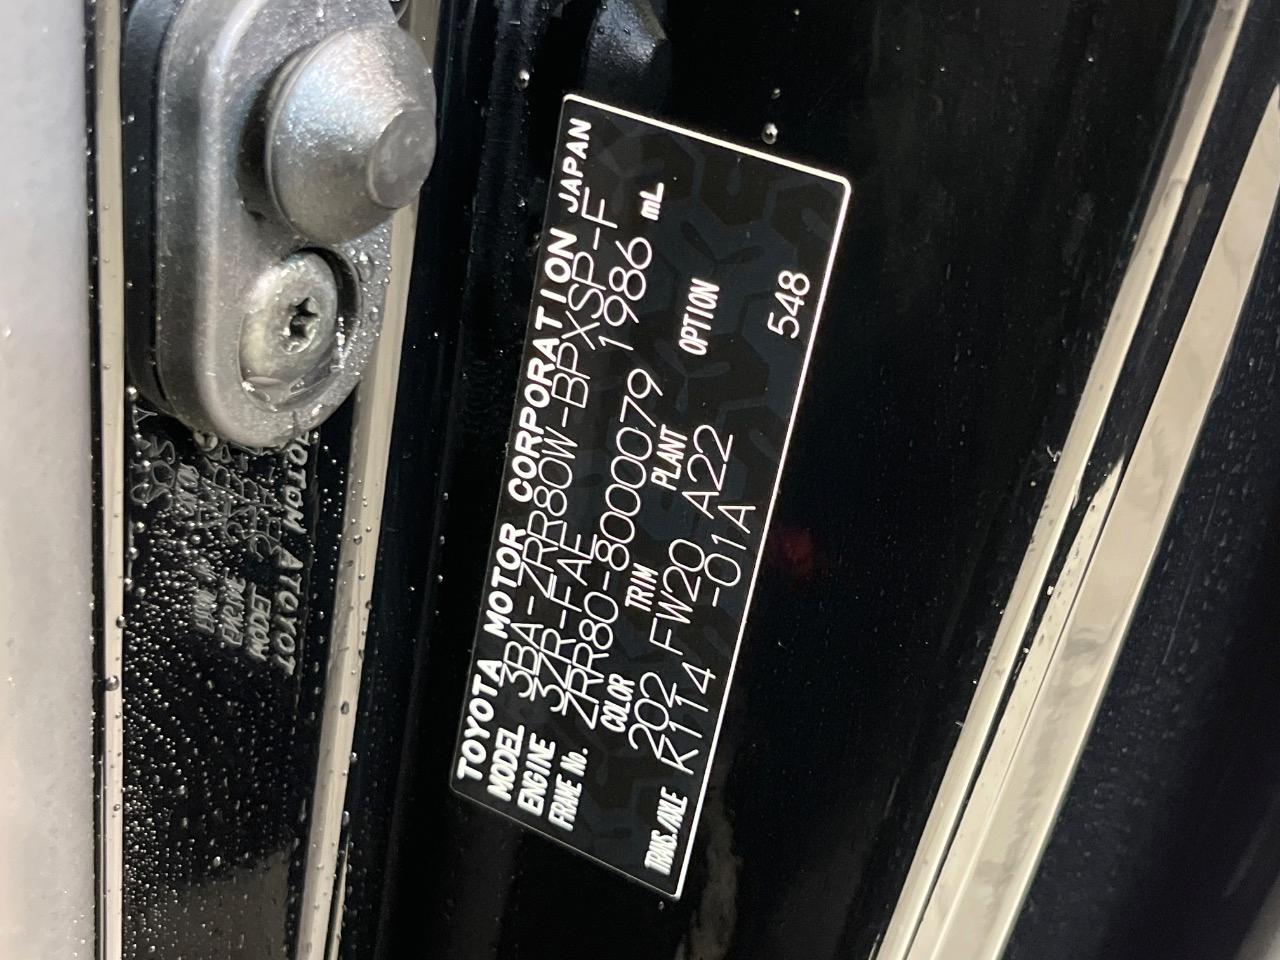 TOYOTA MOTOR CORPORATION JAPAN
MODEL 3BA-ZRR80W-BPXSP-F
ENGINE 3ZR-FAE 1986 mL
FRAME No. ZRR80-8000079
COLOR TRIM PLANT OPTION
202 FW20 A22
TRANS./AXLE K114 -01A 548